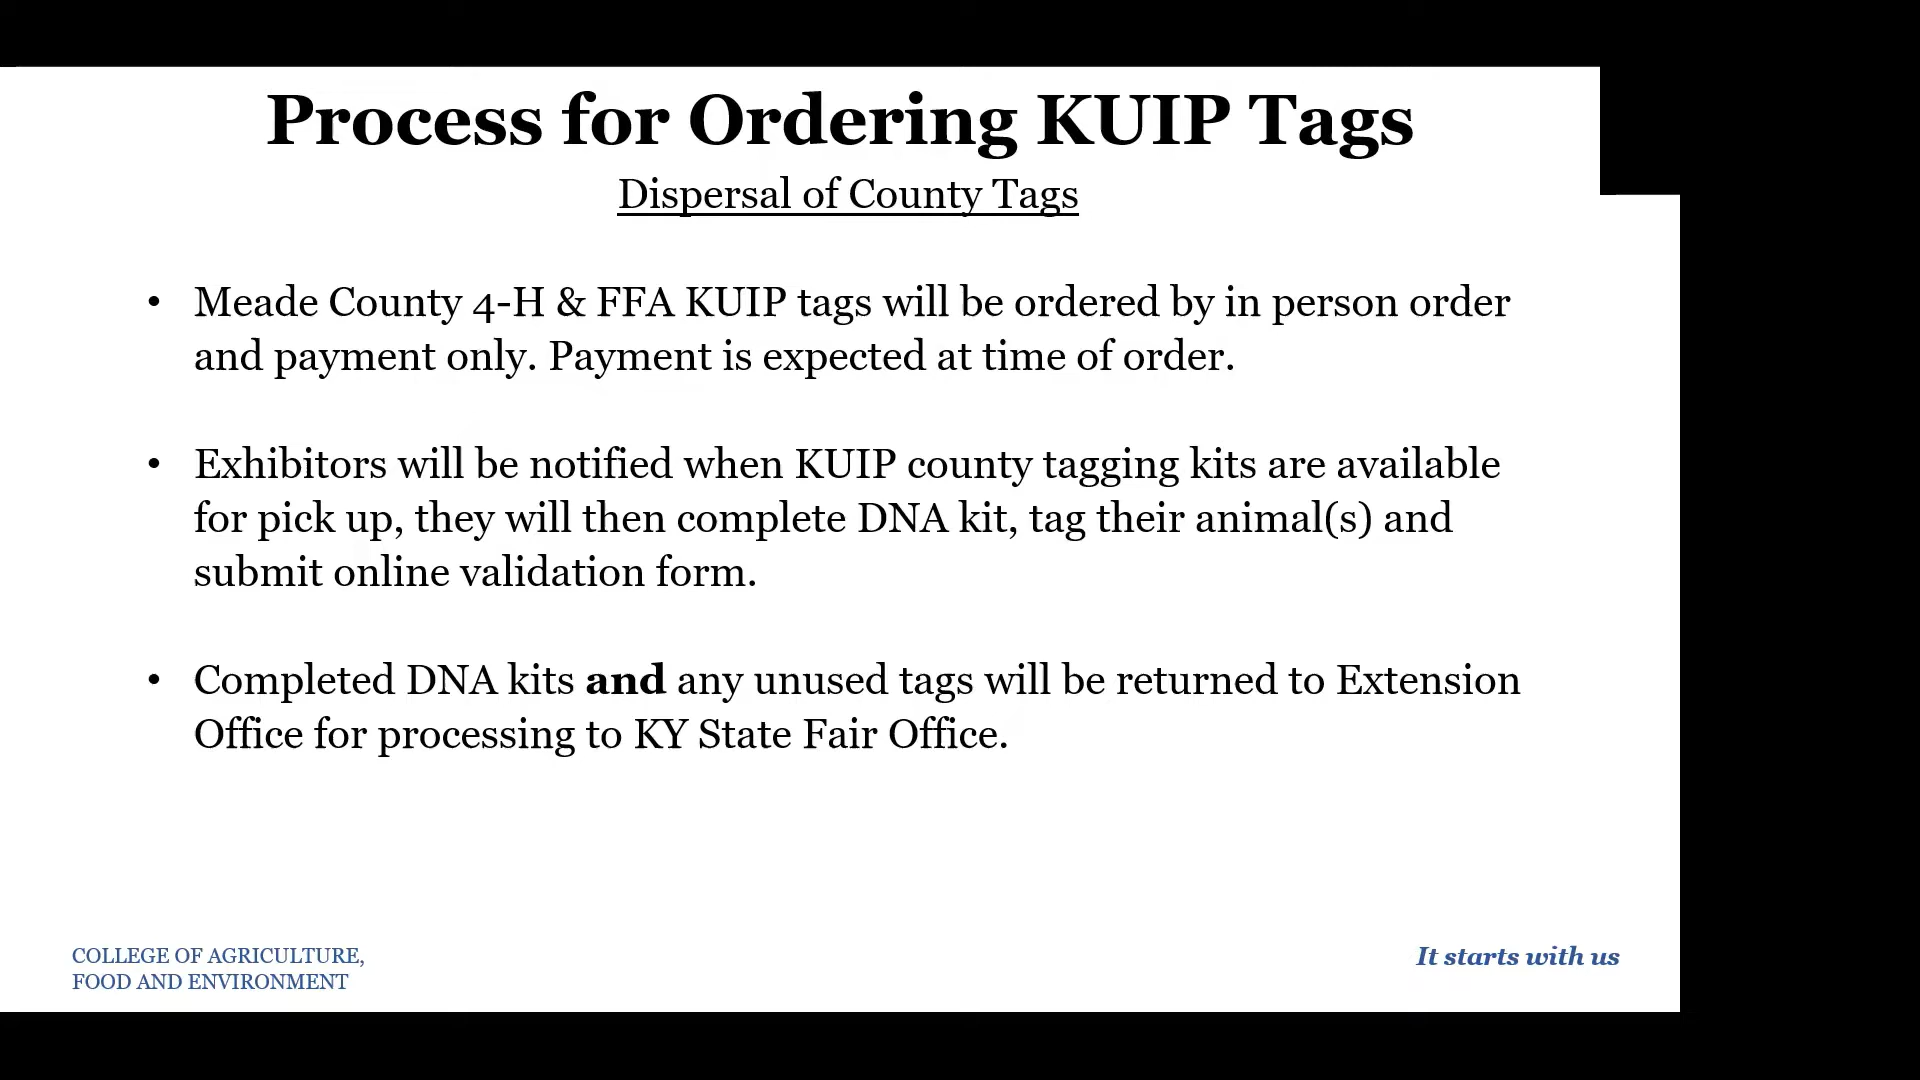 Process for Ordering KUIP Tags
Dispersal of County Tags
• Meade County 4-H & FFA KUIP tags will be ordered by in person order
and payment only. Payment is expected at time of order.
• Exhibitors will be notified when KUIP county tagging kits are available
for pick up, they will then complete DNA kit, tag their animal(s) and
submit online validation form.
• Completed DNA kits and any unused tags will be returned to Extension
Office for processing to KY State Fair Office.
COLLEGE OF AGRICULTURE,
FOOD AND ENVIRONMENT
It starts with us